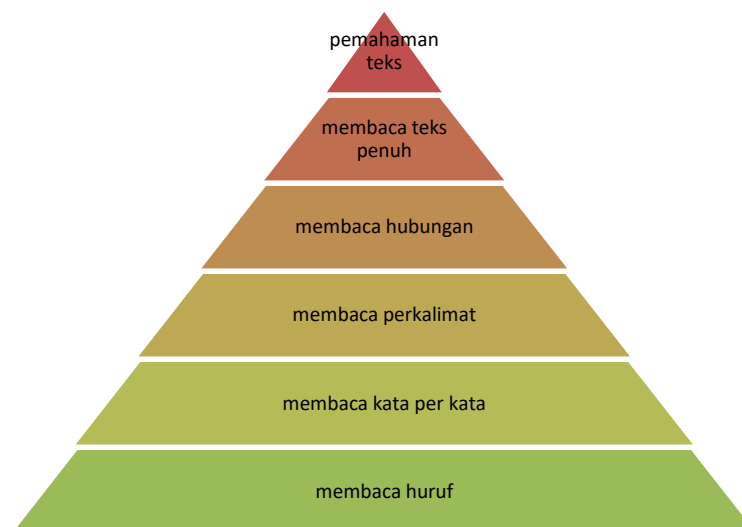 pemahaman
teks
membaca teks
penuh
membaca hubungan
membaca perkalimat
membaca kata per kata
membaca huruf